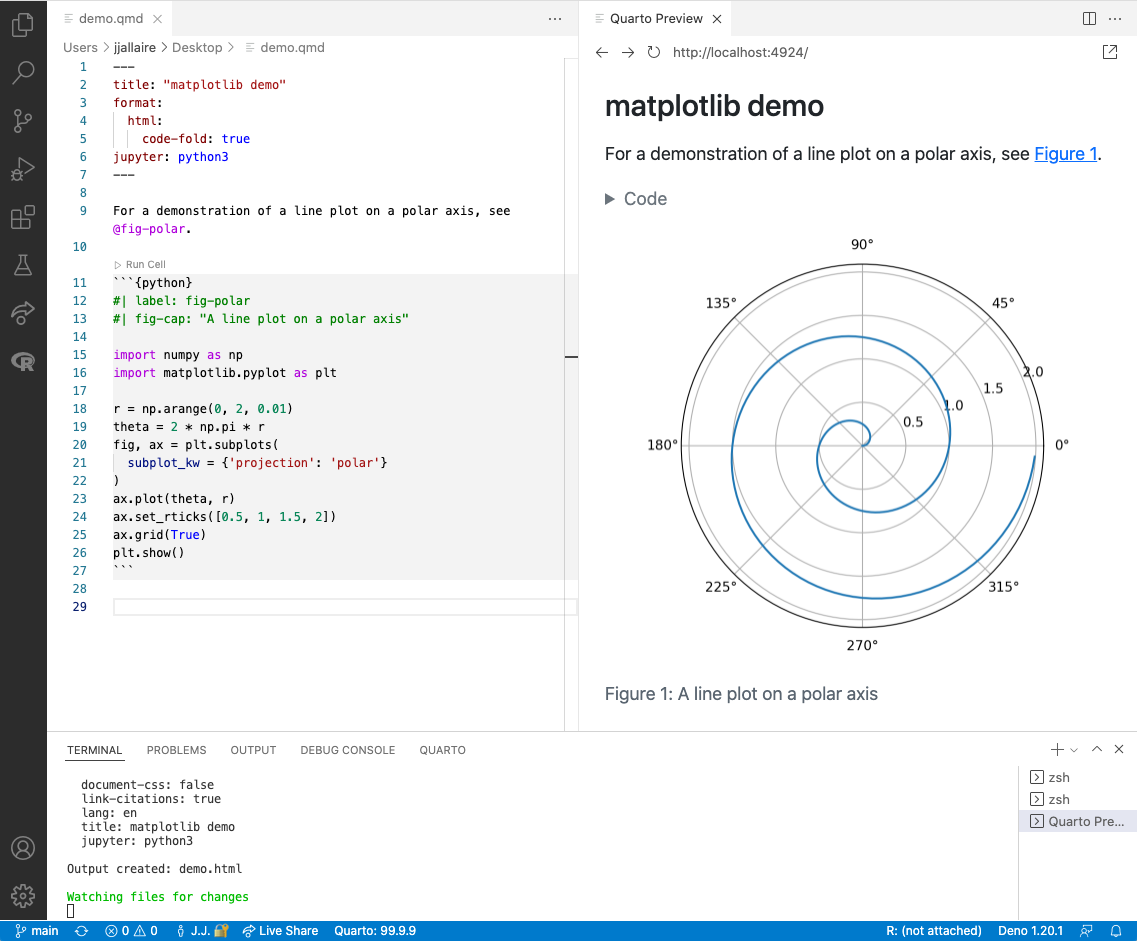 demo.qmd
Users > jjallaire > Desktop > demo.qmd
1 ---
2 title: "matplotlib demo"
3 format:
4   html:
5     code-fold: true
6 jupyter: python3
7 ---
8
9 For a demonstration of a line plot on a polar axis, see
@fig-polar.
10
Run Cell
11 ```{python}
12 #| label: fig-polar
13 #| fig-cap: "A line plot on a polar axis"
14
15 import numpy as np
16 import matplotlib.pyplot as plt
17
18 r = np.arange(0, 2, 0.01)
19 theta = 2 * np.pi * r
20 fig, ax = plt.subplots(
21   subplot_kw = {'projection': 'polar'}
22 )
23 ax.plot(theta, r)
24 ax.set_rticks([0.5, 1, 1.5, 2])
25 ax.grid(True)
26 plt.show()
27 ```
28
29
Quarto Preview
http://localhost:4924/
matplotlib demo
For a demonstration of a line plot on a polar axis, see Figure 1.
Code
90°
135°
45°
2.0
1.5
1.0
0.5
180°
0°
225°
315°
270°
Figure 1: A line plot on a polar axis
TERMINAL PROBLEMS OUTPUT DEBUG CONSOLE QUARTO
document-css: false
link-citations: true
lang: en
title: matplotlib demo
jupyter: python3
Output created: demo.html
Watching files for changes
zsh
zsh
Quarto Pre...
main 0 0 J.J. Live Share Quarto: 99.9.9 R: (not attached) Deno 1.20.1